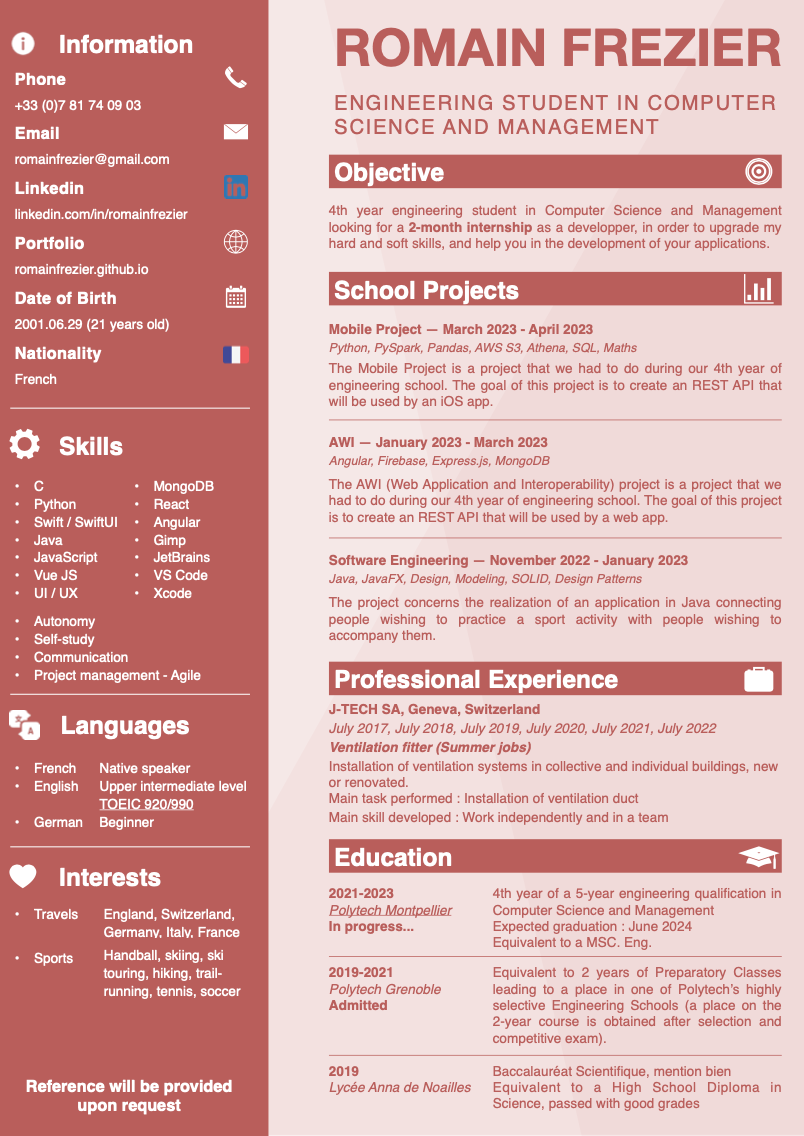 Information
Phone
+33 (0)7 81 74 09 03
Email
romainfrezier@gmail.com
Linkedin
in
linkedin.com/in/romainfrezier
Portfolio
romainfrezier.github.io
Date of Birth
2001.06.29 (21 years old)
Nationality
French
Skills
• C
• Python
• Swift / SwiftUI
• Java
• JavaScript
• Vue JS
• UI / UX
• MongoDB
• React
• Angular
• Gimp
• JetBrains
• VS Code
• Xcode
• Autonomy
• Self-study
• Communication
• Project management - Agile
Languages
• French Native speaker
• English Upper intermediate level
TOEIC 920/990
• German Beginner
Interests
• Travels England, Switzerland,
Germany, Italy, France
• Sports Handball, skiing, ski
touring, hiking, trail-
running, tennis, soccer
Reference will be provided
upon request
ROMAIN FREZIER
ENGINEERING STUDENT IN COMPUTER
SCIENCE AND MANAGEMENT
Objective
4th year engineering student in Computer Science and Management
looking for a 2-month internship as a developper, in order to upgrade my
hard and soft skills, and help you in the development of your applications.
School Projects
Mobile Project — March 2023 - April 2023
Python, PySpark, Pandas, AWS S3, Athena, SQL, Maths
The Mobile Project is a project that we had to do during our 4th year of
engineering school. The goal of this project is to create an REST API that
will be used by an iOS app.
AWI — January 2023 - March 2023
Angular, Firebase, Express.js, MongoDB
The AWI (Web Application and Interoperability) project is a project that we
had to do during our 4th year of engineering school. The goal of this project
is to create an REST API that will be used by a web app.
Software Engineering — November 2022 - January 2023
Java, JavaFX, Design, Modeling, SOLID, Design Patterns
The project concerns the realization of an application in Java connecting
people wishing to practice a sport activity with people wishing to
accompany them.
Professional Experience
J-TECH SA, Geneva, Switzerland
July 2017, July 2018, July 2019, July 2020, July 2021, July 2022
Ventilation fitter (Summer jobs)
Installation of ventilation systems in collective and individual buildings, new
or renovated.
Main task performed : Installation of ventilation duct
Main skill developed : Work independently and in a team
Education
2021-2023
Polytech Montpellier
In progress...
4th year of a 5-year engineering qualification in
Computer Science and Management
Expected graduation : June 2024
Equivalent to a MSC. Eng.
2019-2021
Polytech Grenoble
Admitted
Equivalent to 2 years of Preparatory Classes
leading to a place in one of Polytech's highly
selective Engineering Schools (a place on the
2-year course is obtained after selection and
competitive exam).
2019
Lycée Anna de Noailles
Baccalauréat Scientifique, mention bien
Equivalent to a High School Diploma in
Science, passed with good grades